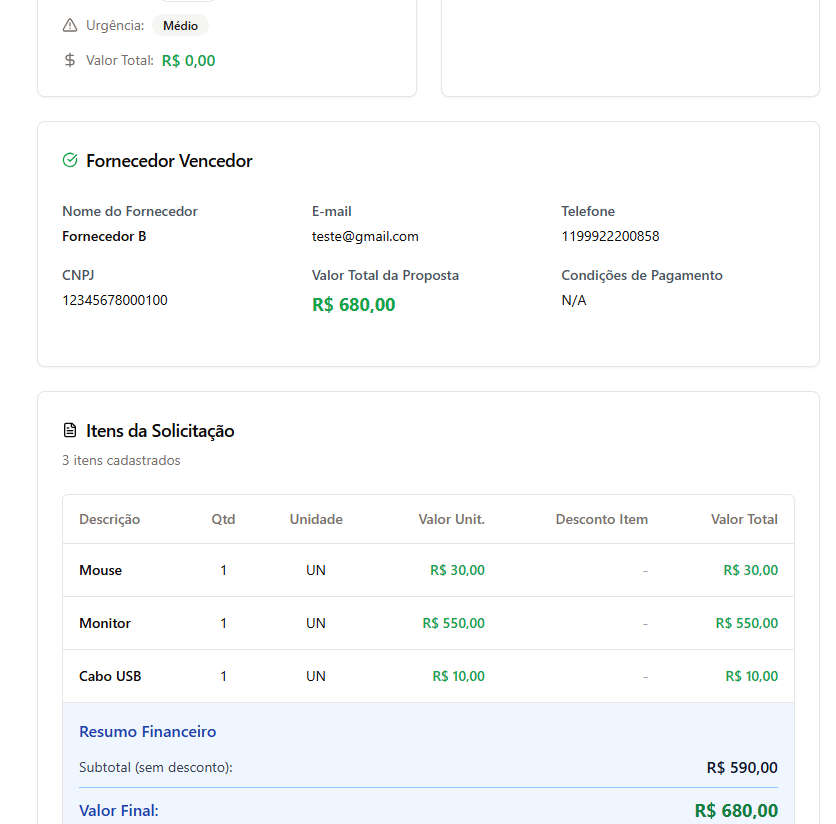 Urgência: Médio
Valor Total: R$ 0,00
Fornecedor Vencedor
Nome do Fornecedor E-mail Telefone
Fornecedor B teste@gmail.com 1199922200858
CNPJ Valor Total da Proposta Condições de Pagamento
12345678000100 R$ 680,00 N/A
Itens da Solicitação
3 itens cadastrados
Descrição Qtd Unidade Valor Unit. Desconto Item Valor Total
Mouse 1 UN R$ 30,00 - R$ 30,00
Monitor 1 UN R$ 550,00 - R$ 550,00
Cabo USB 1 UN R$ 10,00 - R$ 10,00
Resumo Financeiro
Subtotal (sem desconto): R$ 590,00
Valor Final: R$ 680,00